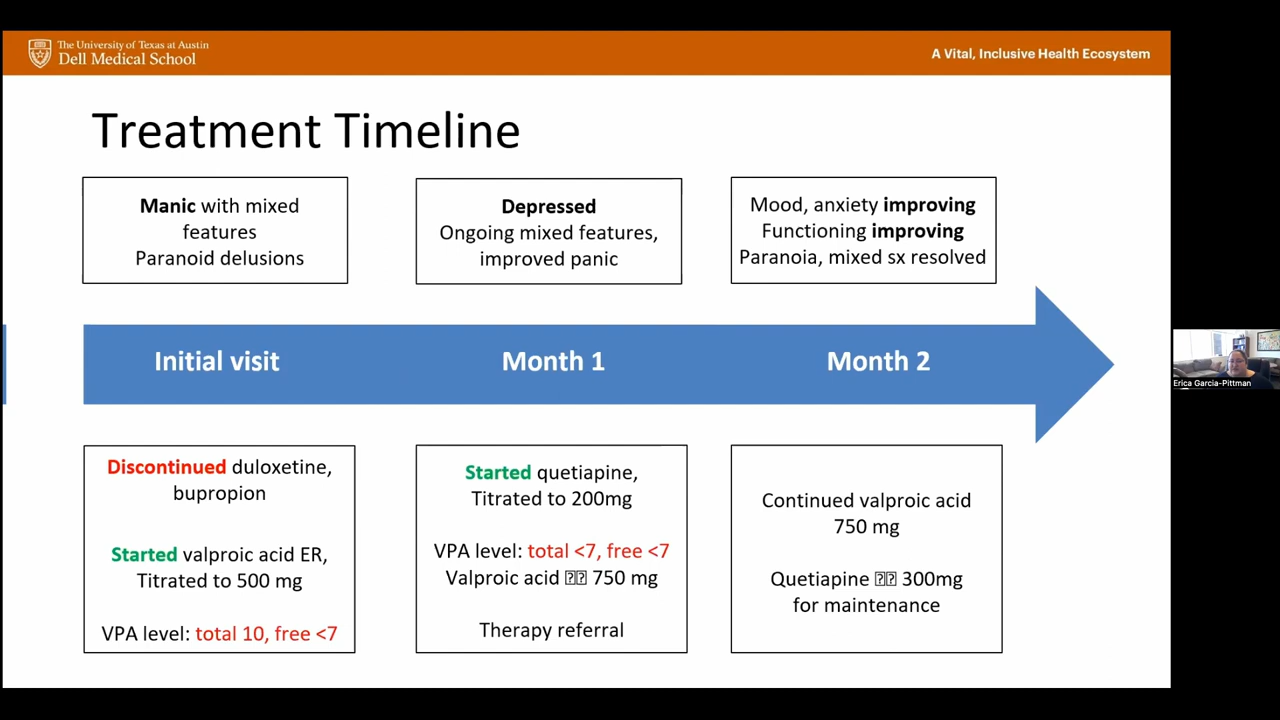 The University of Texas at Austin
Dell Medical School
A Vital, Inclusive Health Ecosystem
Treatment Timeline
Manic with mixed
features
Paranoid delusions
Depressed
Ongoing mixed features,
improved panic
Mood, anxiety improving
Functioning improving
Paranoia, mixed sx resolved
Initial visit
Month 1
Month 2
Discontinued duloxetine,
bupropion
Started valproic acid ER,
Titrated to 500 mg
VPA level: total 10, free <7
Started quetiapine,
Titrated to 200mg
VPA level: total <7, free <7
Valproic acid 750 mg
Therapy referral
Continued valproic acid
750 mg
Quetiapine 300mg
for maintenance
Erica Garcia-Pittman